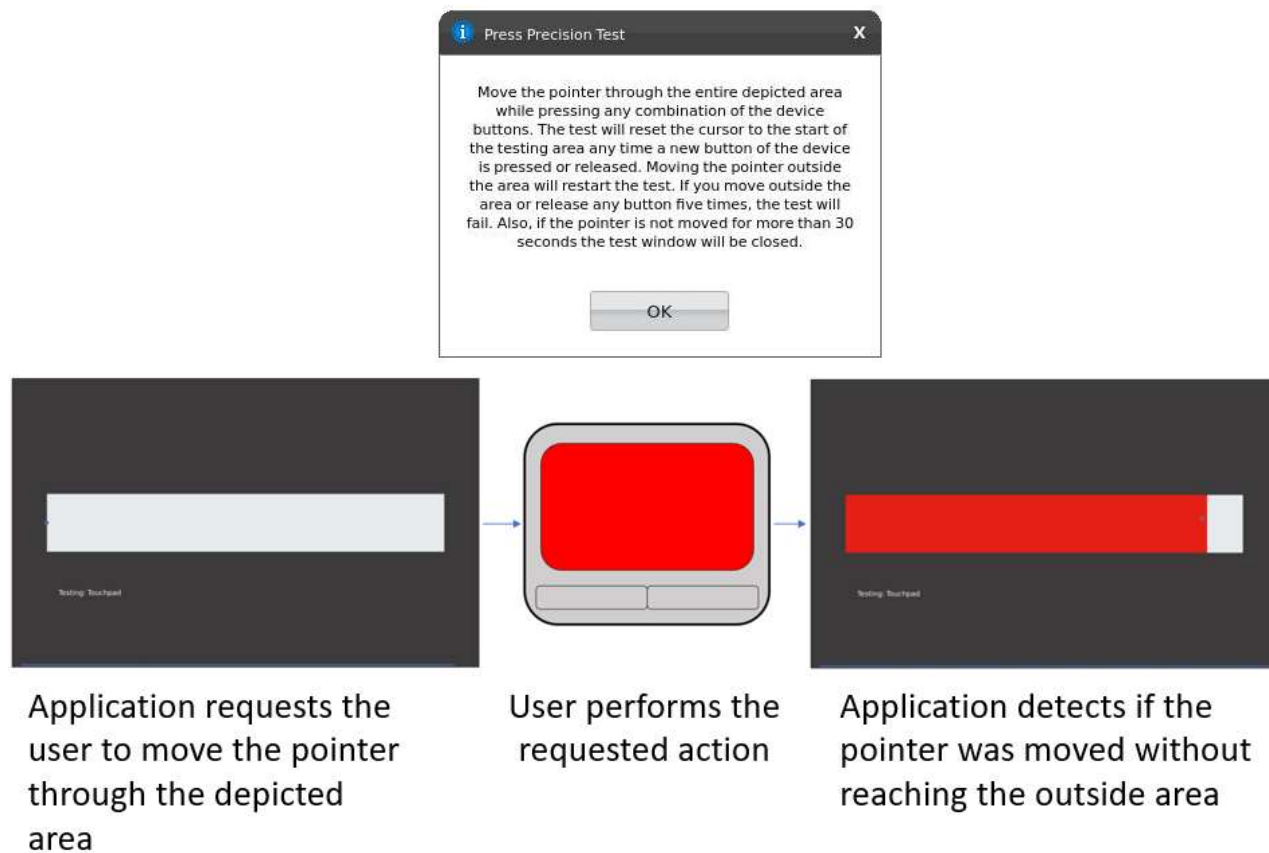 Press Precision Test
X
Move the pointer through the entire depicted area
while pressing any combination of the device
buttons. The test will reset the cursor to the start of
the testing area any time a new button of the device
is pressed or released. Moving the pointer outside
the area will restart the test. If you move outside the
area or release any button five times, the test will
fail. Also, if the pointer is not moved for more than 30
seconds the test window will be closed.
OK
Testing: Touchpad
Testing: Touchpad
Application requests the
user to move the pointer
through the depicted
area
User performs the
requested action
Application detects if the
pointer was moved without
reaching the outside area